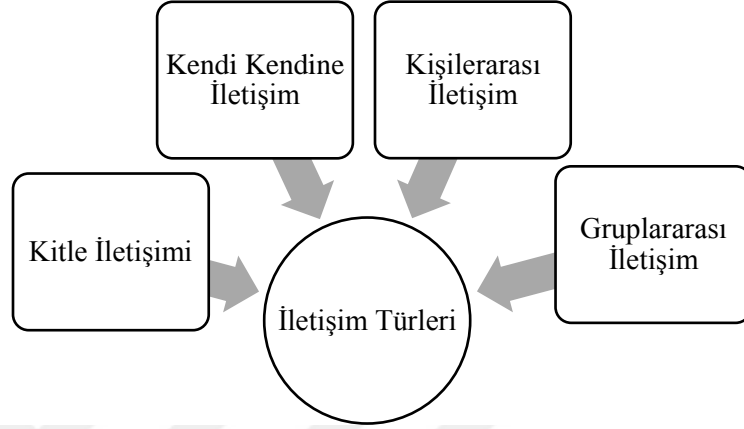 Kendi Kendine
İletişim
Kişilerarası
İletişim
Kitle İletişimi
Gruplararası
İletişim
İletişim Türleri